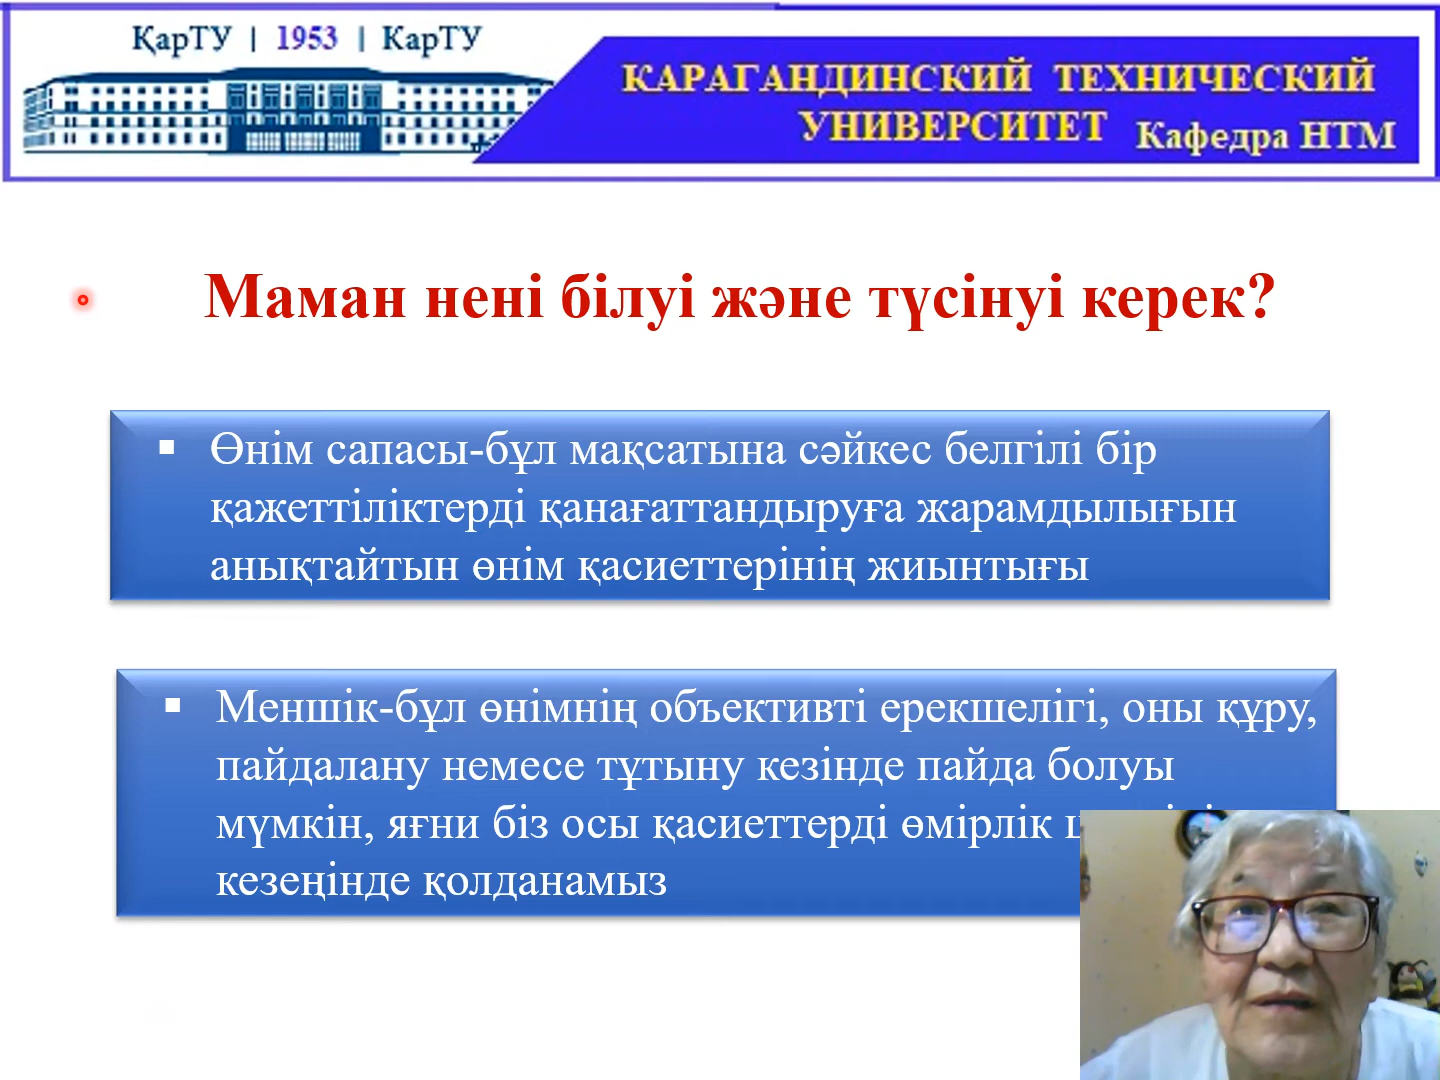 ҚарТУ | 1953 | КарТУ
КАРАГАНДИНСКИЙ ТЕХНИЧЕСКИЙ
УНИВЕРСИТЕТ Кафедра НТМ
Маман нені білуі және түсінуі керек?
▪ Өнім сапасы-бұл мақсатына сәйкес белгілі бір
қажеттіліктерді қанағаттандыруға жарамдылығын
анықтайтын өнім қасиеттерінің жиынтығы
▪ Меншік-бұл өнімнің объективті ерекшелігі, оны құру,
пайдалану немесе тұтыну кезінде пайда болуы
мүмкін, яғни біз осы қасиеттерді өмірлік
кезеңінде қолданамыз